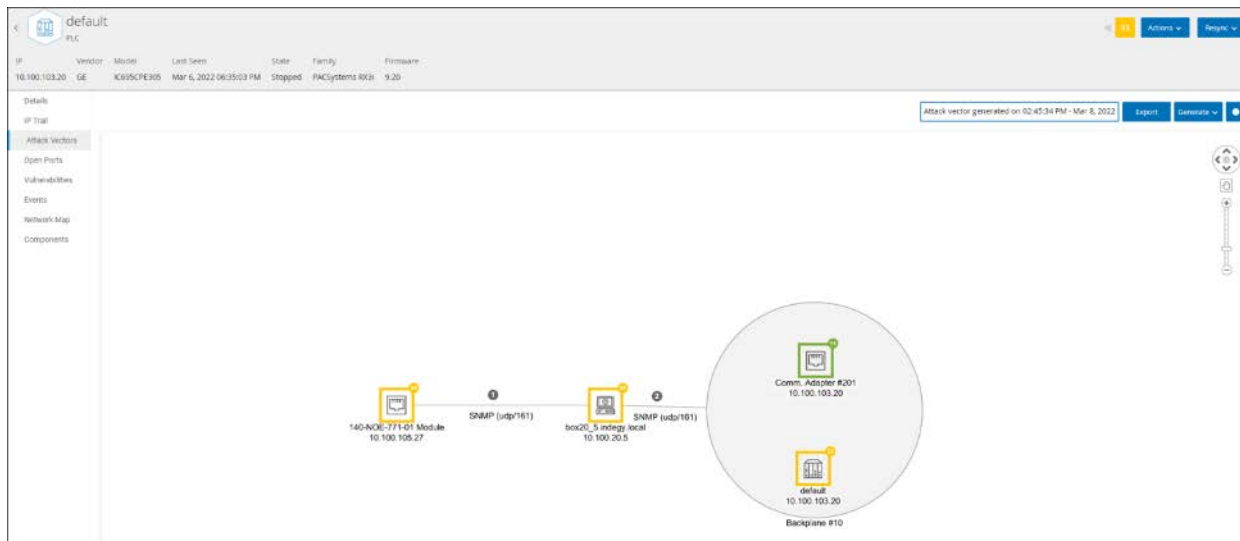 default
PLC
Actions
Resync
IP Vendor Model Last Seen State Family Firmware
10.100.103.20 GE IC695CPE305 Mar 6, 2022 06:35:03 PM Stopped PACSystems RX3i 9.20
Details
IP Trail
Attack Vectors
Open Ports
Vulnerabilities
Events
Network Map
Components
Attack vector generated on 02:45:34 PM - Mar 8, 2022
Export
Generate
Comm. Adapter #201
10.100.103.20
1
2
SNMP (udp/161)
SNMP (udp/161)
140-NOE-771-01 Module
10.100.105.27
box20_5.indegy.local
10.100.20.5
default
10.100.103.20
Backplane #10